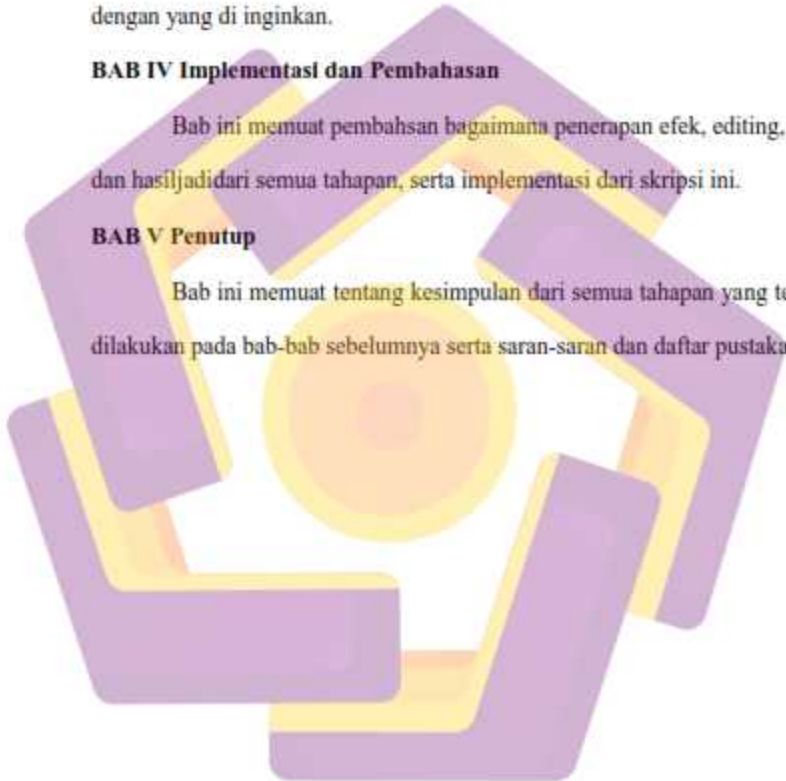 dengan yang di inginkan.
BAB IV Implementasi dan Pembahasan
Bab ini memuat pembahsan bagaimana penerapan efek, editing,
dan hasiljadidari semua tahapan, serta implementasi dari skripsi ini.
BAB V Penutup
Bab ini memuat tentang kesimpulan dari semua tahapan yang
dilakukan pada bab-bab sebelumnya serta saran-saran dan daftar pustaka